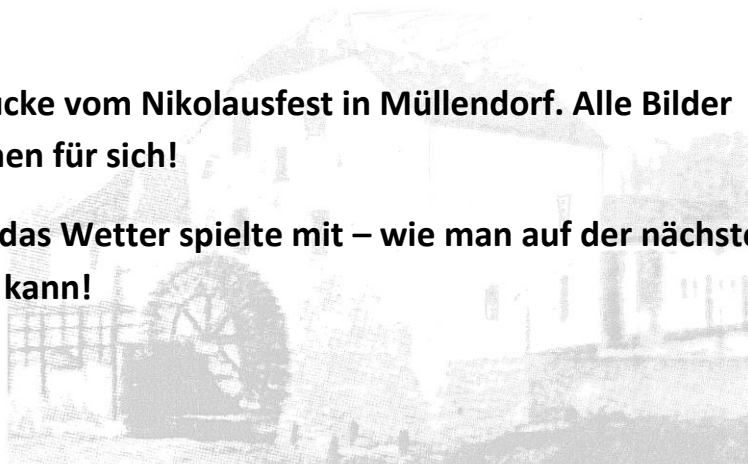 ücke vom Nikolausfest in Müllendorf. Alle Bilder
hen für sich!
das Wetter spielte mit – wie man auf der nächste
kann!